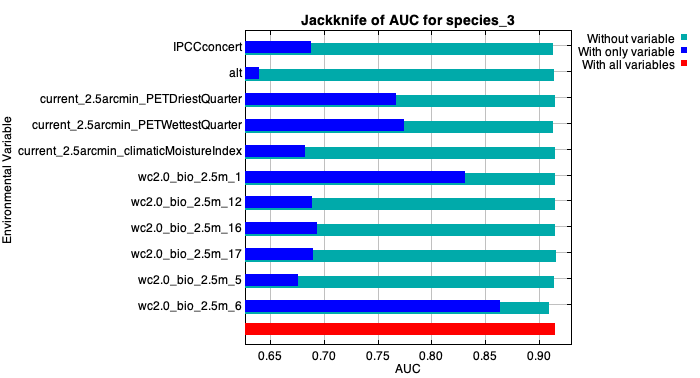 Jackknife of AUC for species_3
Without variable
With only variable
With all variables
Environmental Variable
IPCCconcert
alt
current_2.5arcmin_PETDriestQuarter
current_2.5arcmin_PETWettestQuarter
current_2.5arcmin_climaticMoistureIndex
wc2.0_bio_2.5m_1
wc2.0_bio_2.5m_12
wc2.0_bio_2.5m_16
wc2.0_bio_2.5m_17
wc2.0_bio_2.5m_5
wc2.0_bio_2.5m_6
0.65 0.70 0.75 0.80 0.85 0.90
AUC